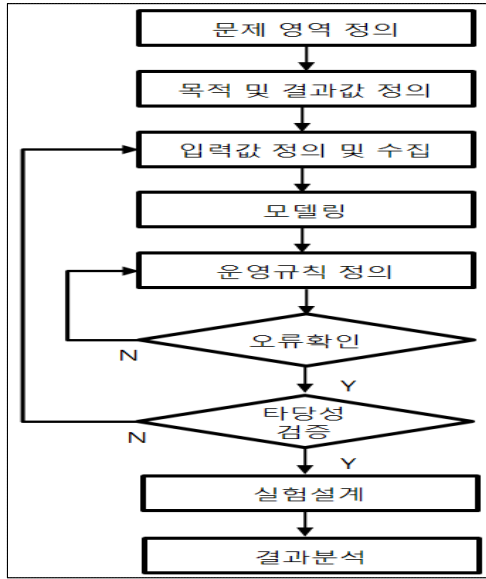 문제 영역 정의
목적 및 결과값 정의
입력값 정의 및 수집
모델링
운영규칙 정의
오류확인
N
Y
타당성
검증
N
Y
실험설계
결과분석